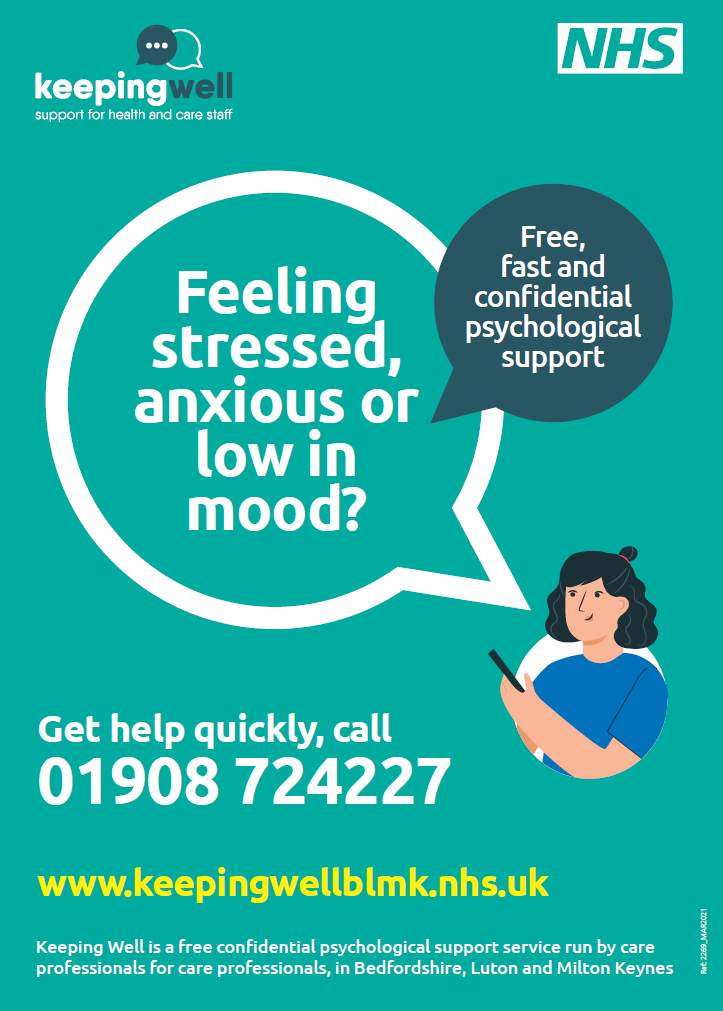 keepingwell
support for health and care staff
NHS
Feeling
stressed,
anxious or
low in
mood?
Free,
fast and
confidential
psychological
support
Get help quickly, call
01908 724227
www.keepingwellblmk.nhs.uk
Keeping Well is a free confidential psychological support service run by care
professionals for care professionals, in Bedfordshire, Luton and Milton Keynes
Ref: 2269_MAR2021